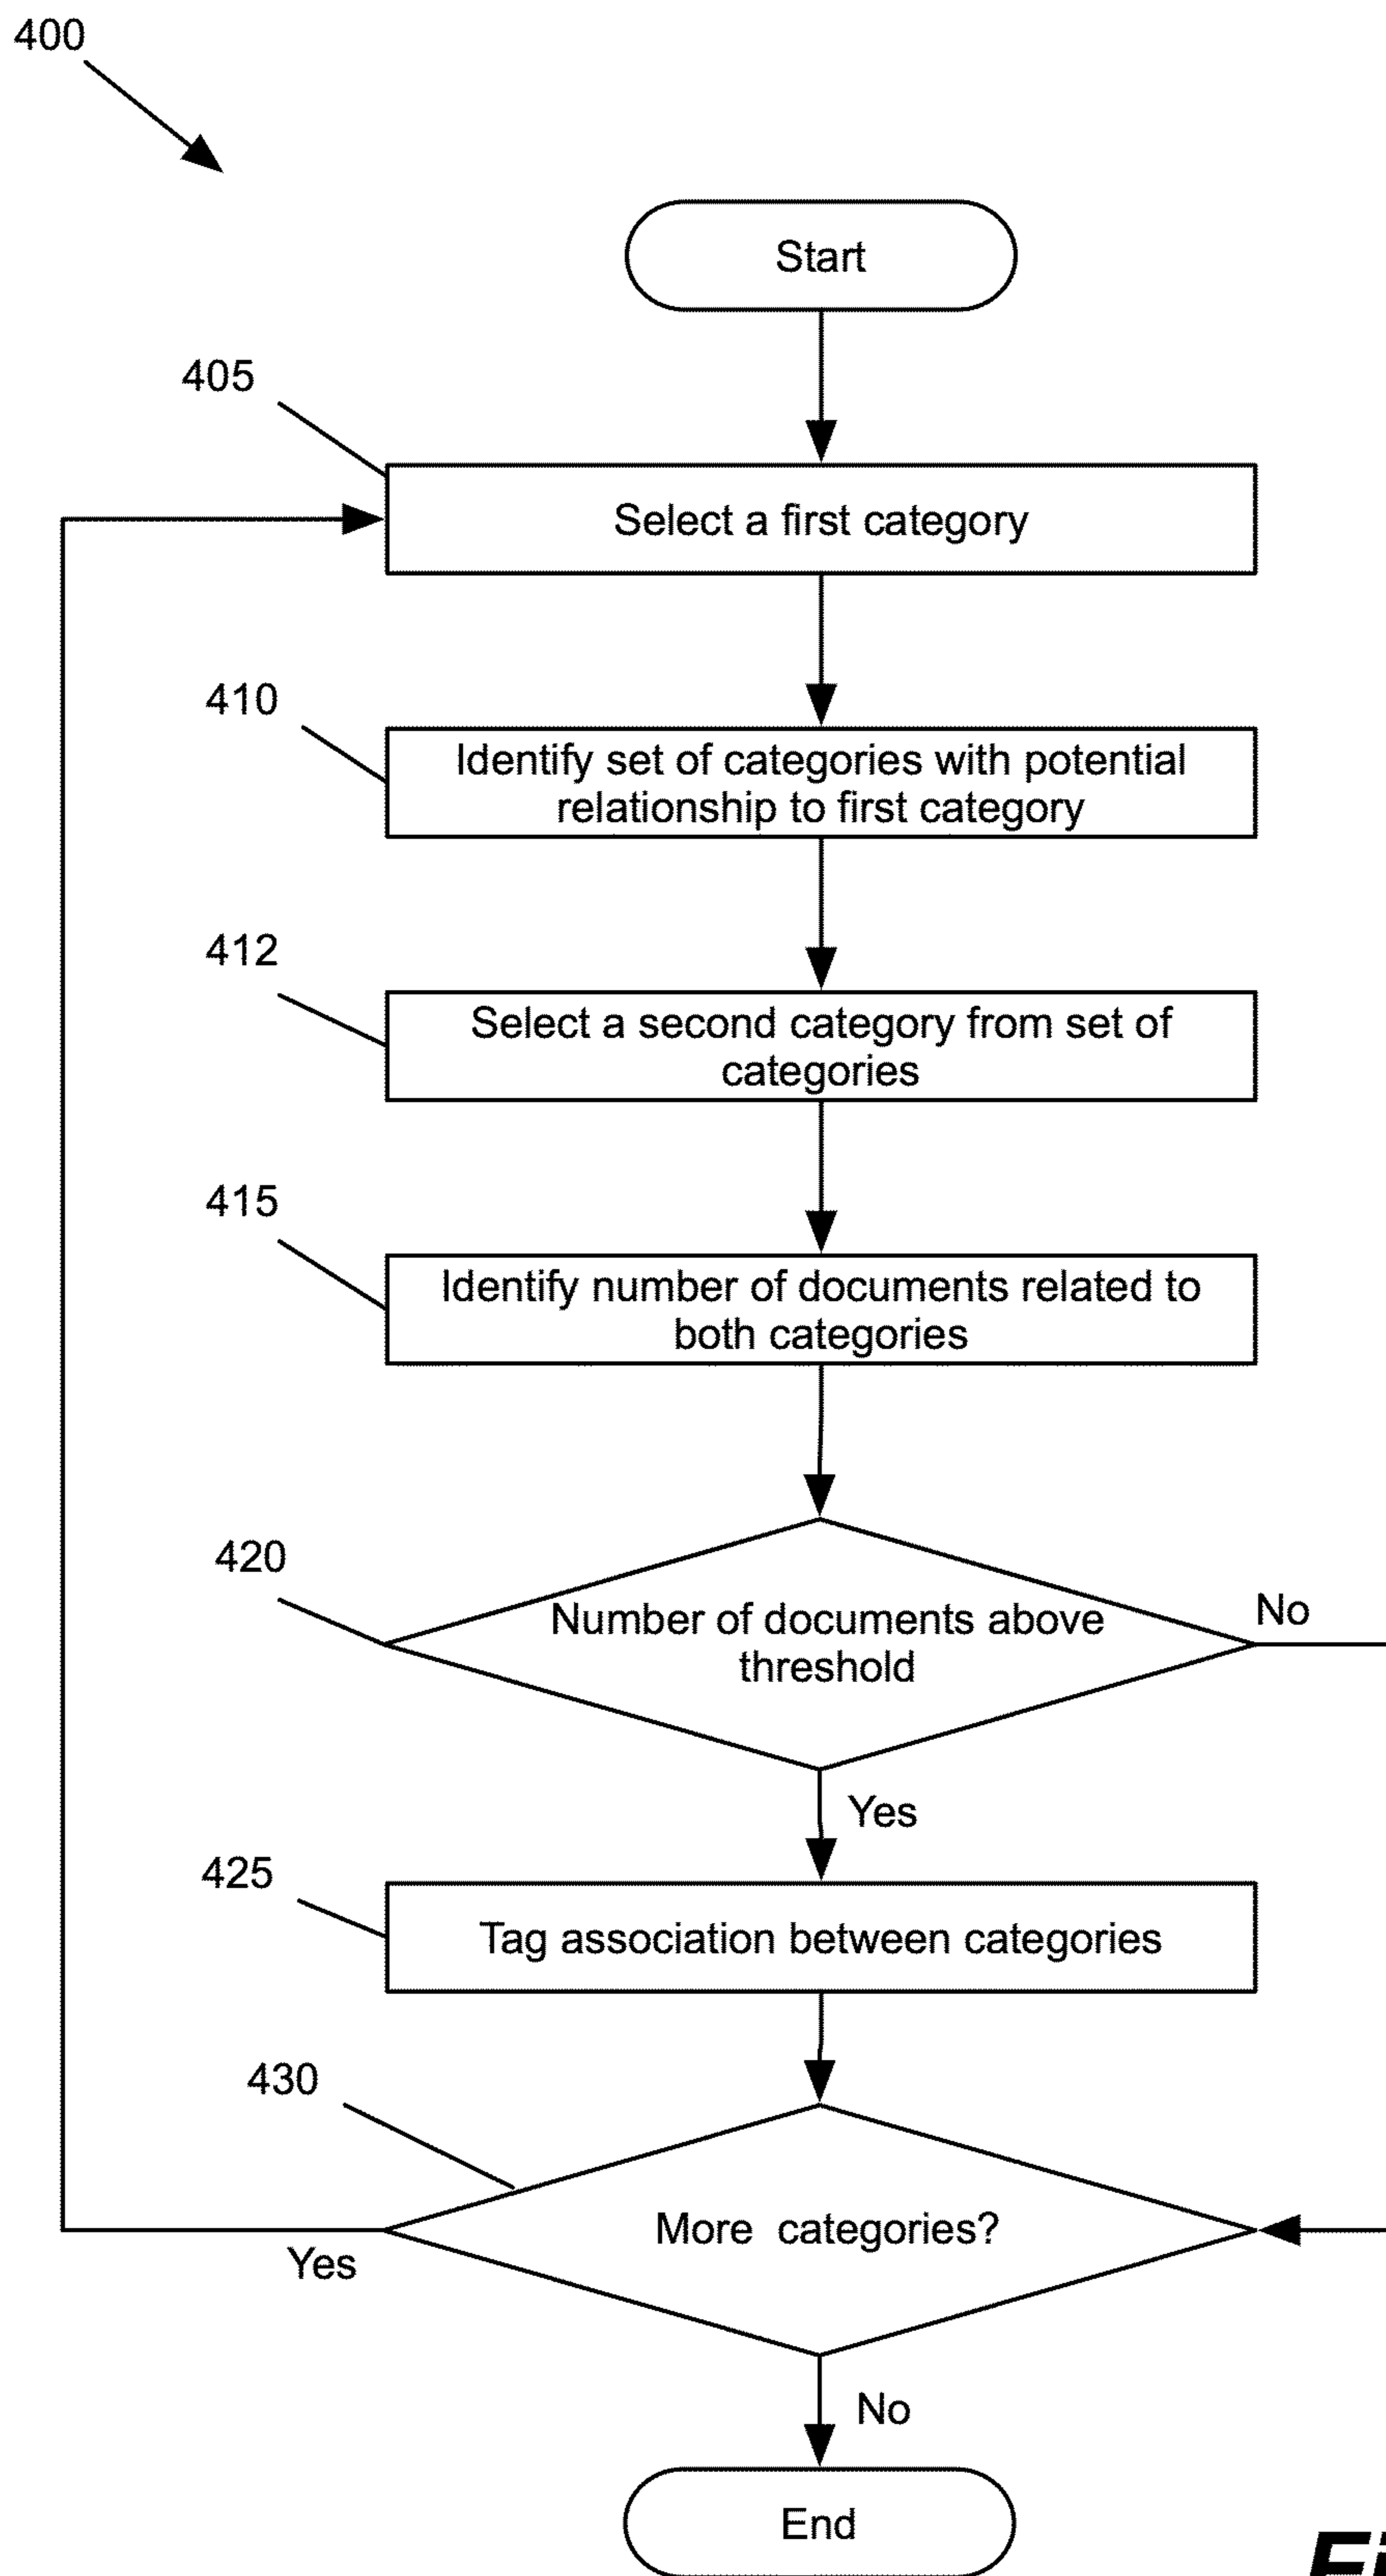 400
Start
405
Select a first category
410
Identify set of categories with potential
relationship to first category
412
Select a second category from set of
categories
415
Identify number of documents related to
both categories
420
Number of documents above
threshold
No
Yes
425
Tag association between categories
430
More categories?
Yes
No
End